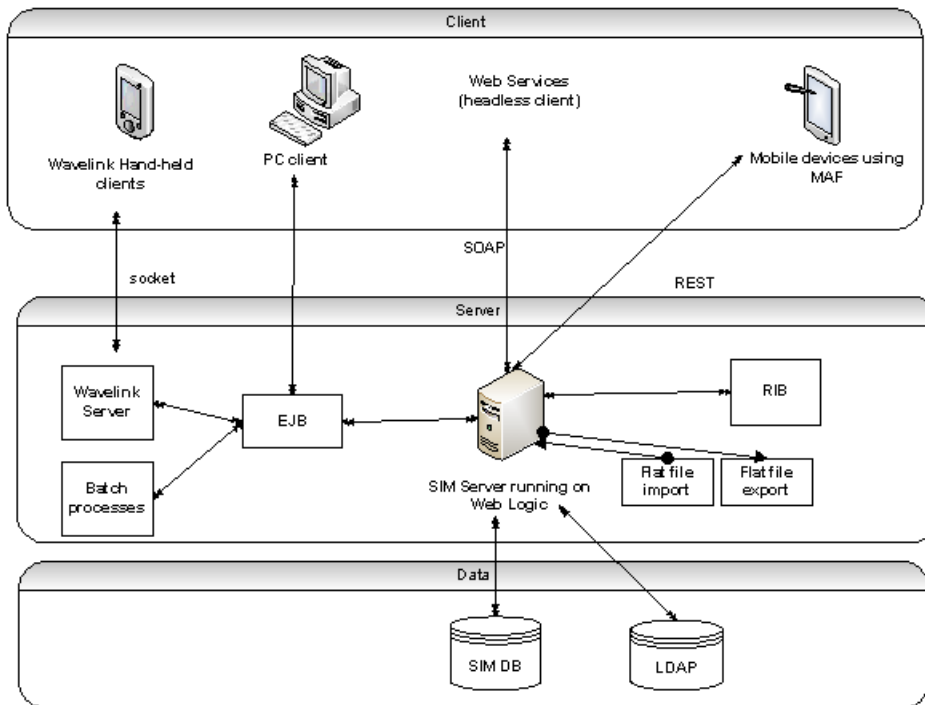 Client
Wavelink Hand-held
clients
PC client
Web Services
(headless client)
Mobile devices using
MAF
socket
SOAP
REST
Server
Wavelink
Server
EJB
RIB
Batch
processes
SIM Server running on
Web Logic
Flat file
import
Flat file
export
Data
SIM DB
LDAP